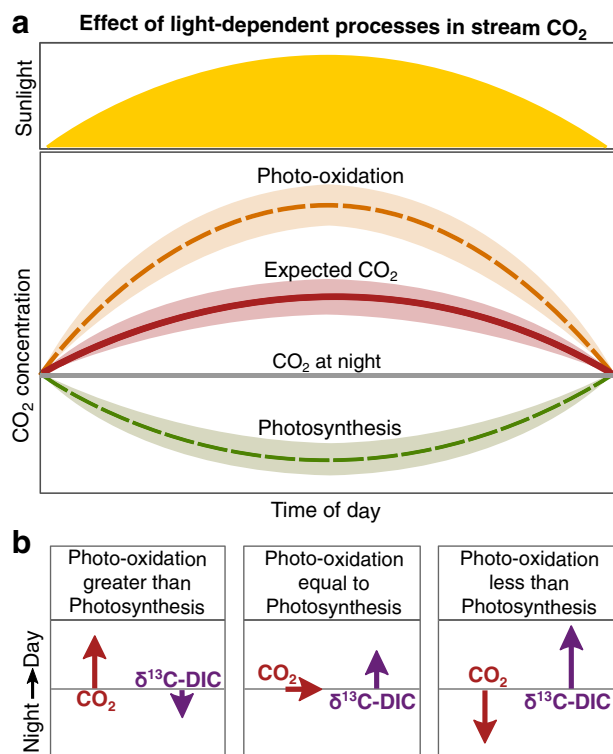 a
Effect of light-dependent processes in stream CO₂
Sunlight
Photo-oxidation
Expected CO₂
CO₂ at night
Photosynthesis
CO₂ concentration
Time of day
b
Photo-oxidation
greater than
Photosynthesis
Photo-oxidation
equal to
Photosynthesis
Photo-oxidation
less than
Photosynthesis
Night → Day
CO₂
δ¹³C-DIC
CO₂
δ¹³C-DIC
CO₂
δ¹³C-DIC